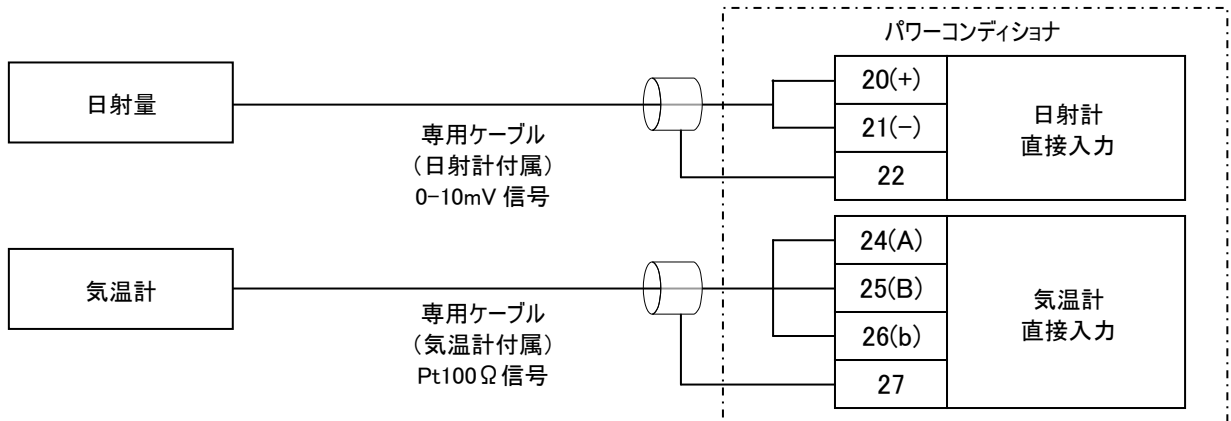 パワーコンディショナ
日射量
専用ケーブル
（日射計付属）
0-10mV 信号
20(+)
21(-)
22
日射計
直接入力
気温計
専用ケーブル
（気温計付属）
Pt100Ω信号
24(A)
25(B)
26(b)
27
気温計
直接入力